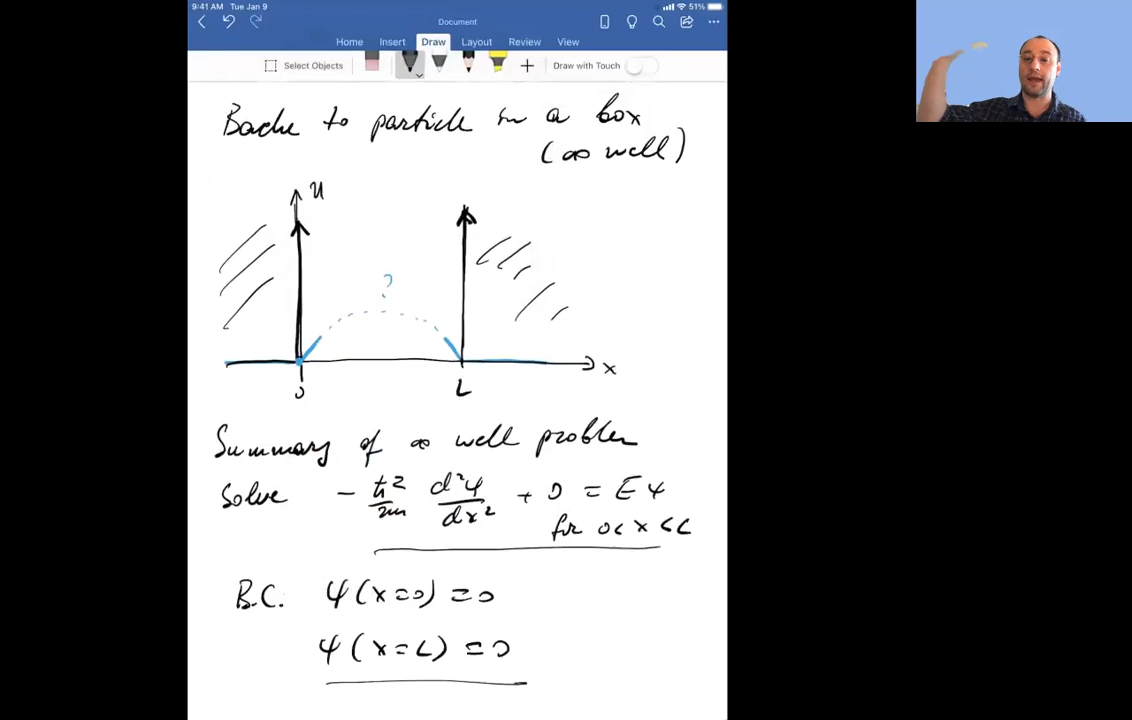 9:41 AM Tue Jan 9
51%
Document
Home Insert Draw Layout View
Select Objects
Draw with Touch
Back to particle in a box
(∞ well)
U
?
x
0 L
Summary of ∞ well problem
Solve - ℏ²/2m d²ψ/dx² + 0 = Eψ
for 0 < x < L
B.C. ψ(x=0) = 0
ψ(x=L) = 0